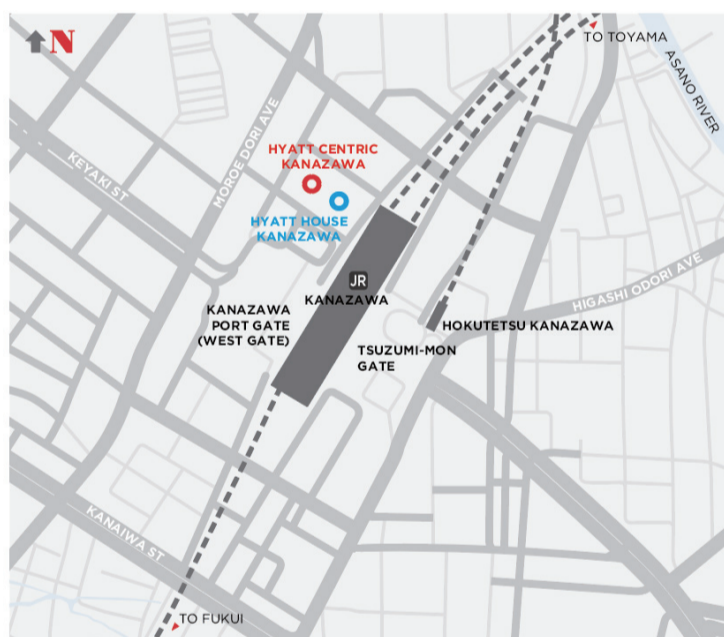 N
TO TOYAMA
ASANO RIVER
MOROE DORI AVE
KEYAKI ST
HYATT CENTRIC
KANAZAWA
HYATT HOUSE
KANAZAWA
JR
KANAZAWA
KANAZAWA
PORT GATE
(WEST GATE)
TSUZUMI-MON
GATE
HOKUTETSU KANAZAWA
HIGASHI ODORI AVE
KANAIWA ST
TO FUKUI